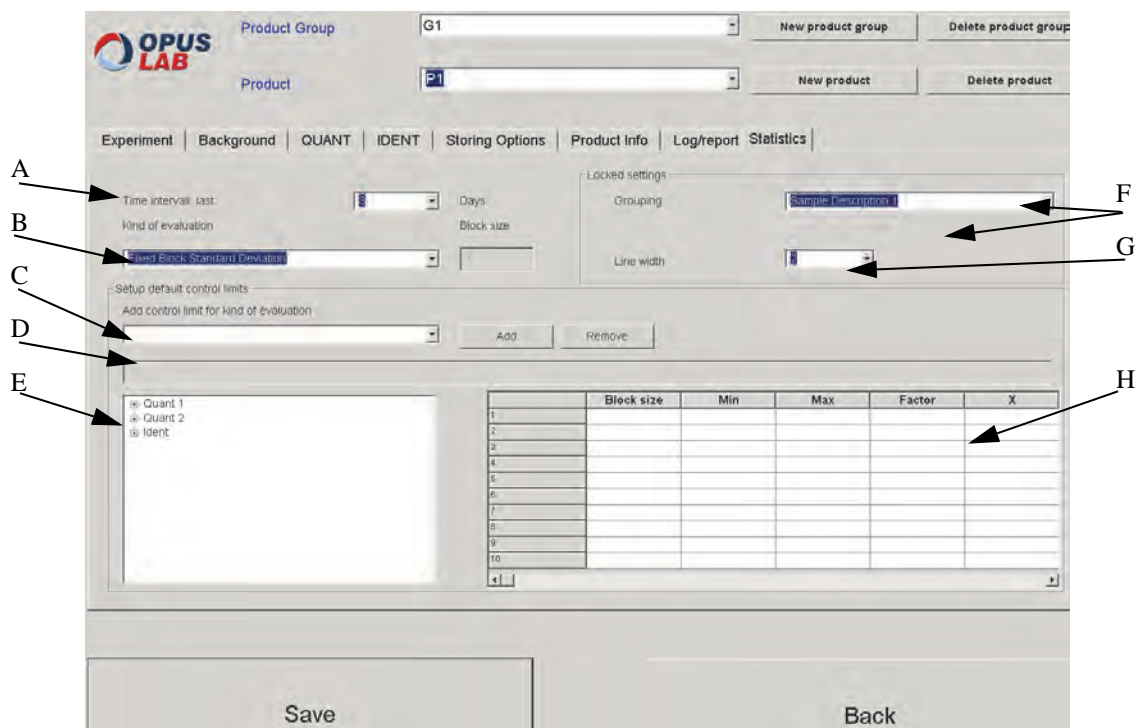 OPUS
LAB
Product Group
G1
New product group
Delete product group
Product
P1
New product
Delete product
Experiment
Background
QUANT
IDENT
Storing Options
Product Info
Log/report
Statistics
A
Time intervall: last
Days
Locked settings
Grouping
Sample Description 1
F
B
Kind of evaluation
Block size
Fixed Block Standard Deviation
Line width
G
C
Setup default control limits
Add control limit for kind of evaluation
Add
Remove
D
E
Quant 1
Quant 2
Ident
H
Block size
Min
Max
Factor
X
1
2
3
4
5
6
7
8
9
10
Save
Back